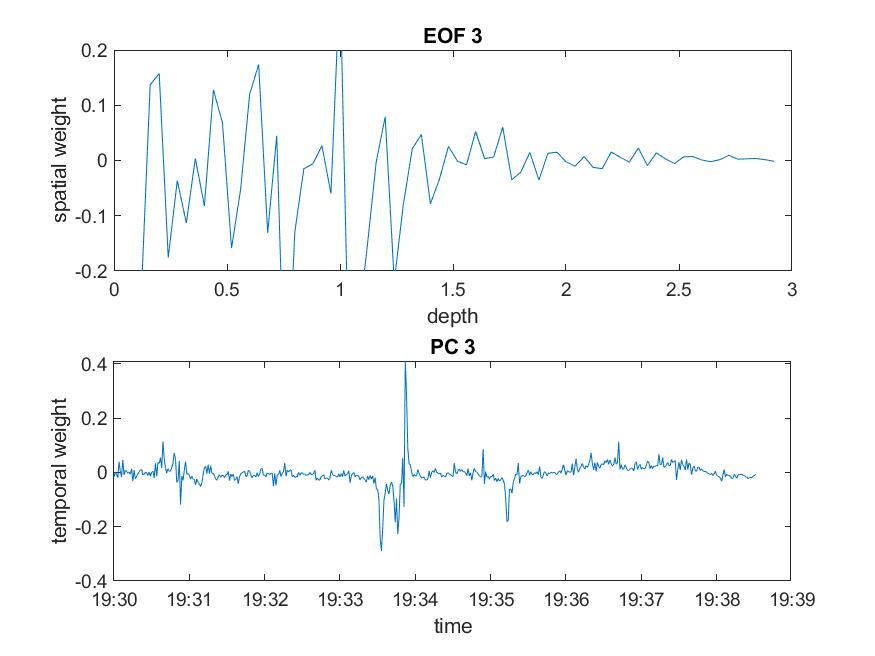 EOF 3
0.2
0.1
0
-0.1
-0.2
spatial weight
0 0.5 1 1.5 2 2.5 3
depth
PC 3
0.4
0.2
0
-0.2
-0.4
temporal weight
19:30 19:31 19:32 19:33 19:34 19:35 19:36 19:37 19:38 19:39
time